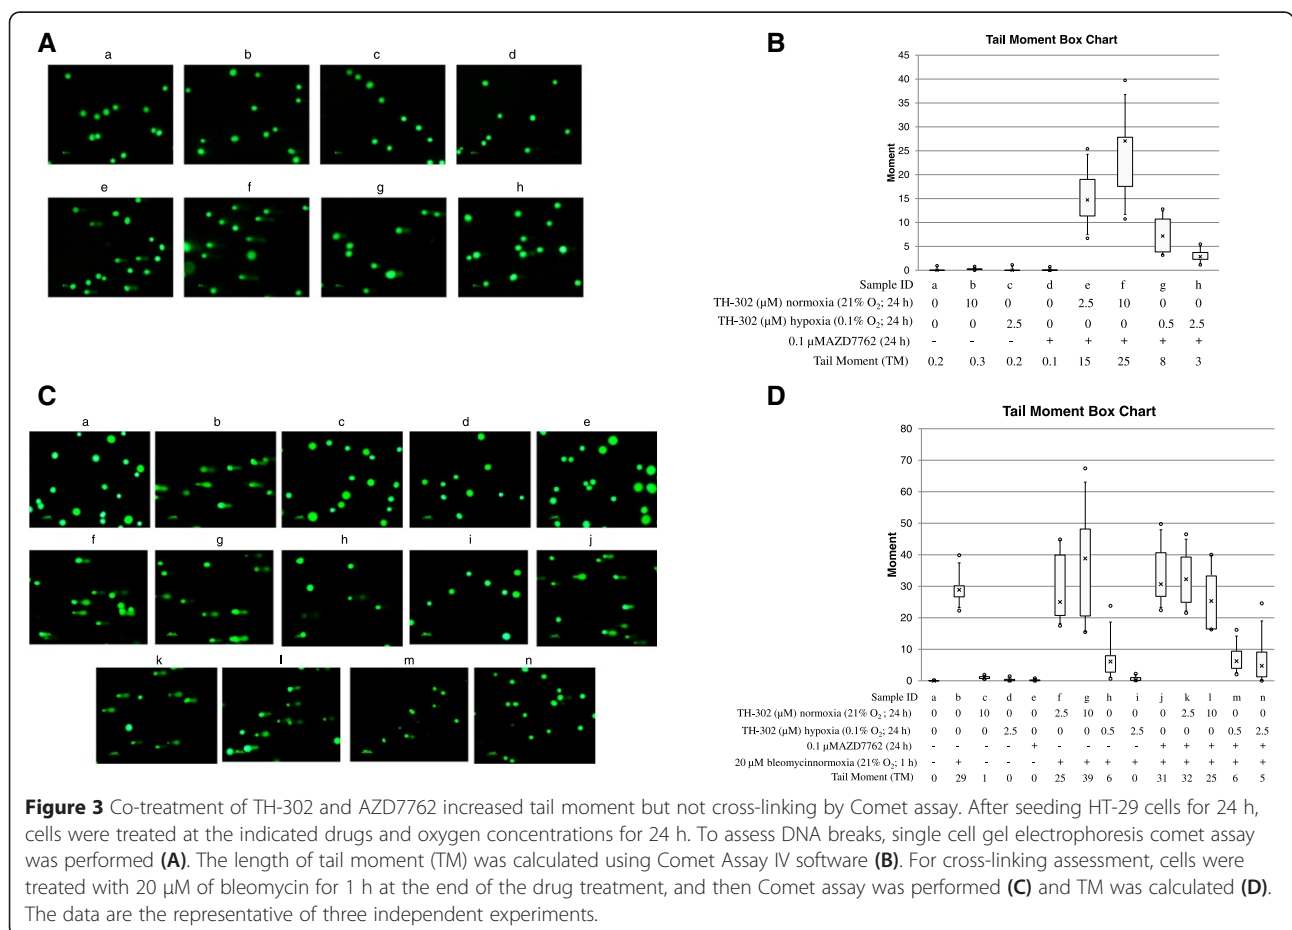 A
a b c d
e f g h
B
Tail Moment Box Chart
45
40
35
30
25
20
15
10
5
0
Moment
Sample ID a b c d e f g h
TH-302 (µM) normoxia (21% O₂; 24 h) 0 10 0 0 2.5 10 0 0
TH-302 (µM) hypoxia (0.1% O₂; 24 h) 0 0 2.5 0 0 0 0.5 2.5
0.1 µMAZD7762 (24 h) - - - + + + + +
Tail Moment (TM) 0.2 0.3 0.2 0.1 15 25 8 3
C
a b c d e
f g h i j
k l m n
D
Tail Moment Box Chart
80
70
60
50
40
30
20
10
0
Moment
Sample ID a b c d e f g h i j k l m n
TH-302 (µM) normoxia (21% O₂; 24 h) 0 0 10 0 0 2.5 10 0 0 0 2.5 10 0 0
TH-302 (µM) hypoxia (0.1% O₂; 24 h) 0 0 0 2.5 0 0 0 0.5 2.5 0 0 0 0.5 2.5
0.1 µMAZD7762 (24 h) - - - - + - - - - + + + + +
20 µM bleomycinnormoxia (21% O₂; 1 h) - + - - - + + + + + + + + +
Tail Moment (TM) 0 29 1 0 0 25 39 6 0 31 32 25 6 5
Figure 3 Co-treatment of TH-302 and AZD7762 increased tail moment but not cross-linking by Comet assay. After seeding HT-29 cells for 24 h,
cells were treated at the indicated drugs and oxygen concentrations for 24 h. To assess DNA breaks, single cell gel electrophoresis comet assay
was performed (A). The length of tail moment (TM) was calculated using Comet Assay IV software (B). For cross-linking assessment, cells were
treated with 20 µM of bleomycin for 1 h at the end of the drug treatment, and then Comet assay was performed (C) and TM was calculated (D).
The data are the representative of three independent experiments.